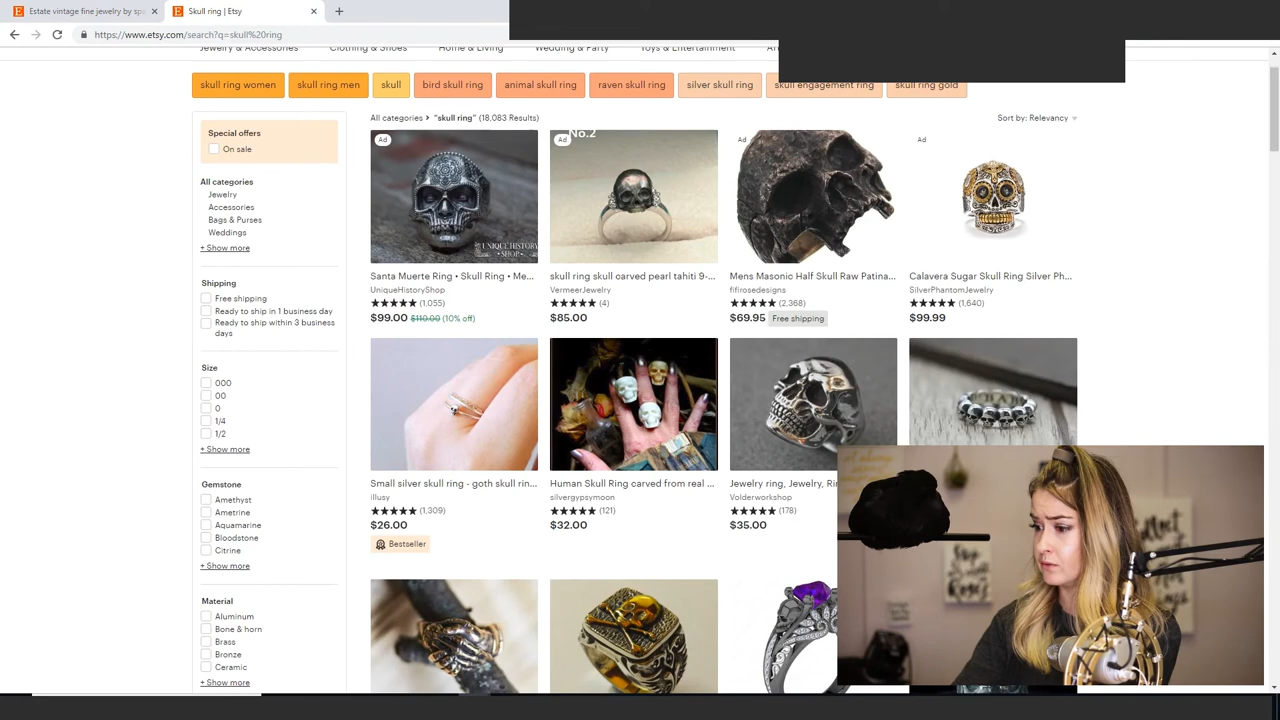 Estate vintage fine jewelry by sp
Skull ring | Etsy
https://www.etsy.com/search?q=skull%20ring
Jewelry & Accessories
Clothing & Shoes
Home & Living
Wedding & Party
Toys & Entertainment
skull ring women
skull ring men
skull
bird skull ring
animal skull ring
raven skull ring
silver skull ring
skull engagement ring
skull ring gold
All categories
"skull ring" (18,083 Results)
Sort by: Relevancy
Special offers
On sale
All categories
Jewelry
Accessories
Bags & Purses
Weddings
+ Show more
Shipping
Free shipping
Ready to ship in 1 business day
Ready to ship within 3 business
days
Size
000
00
0
1/4
1/2
+ Show more
Gemstone
Amethyst
Ametrine
Aquamarine
Bloodstone
Citrine
+ Show more
Material
Aluminum
Bone & horn
Brass
Bronze
Ceramic
+ Show more
Ad
UNIQUE HISTORY
• SHOP •
Santa Muerte Ring • Skull Ring • Me...
UniqueHistoryShop
(1,055)
$99.00 $110.00 (10% off)
Ad
No.2
skull ring skull carved pearl tahiti 9-...
VermeerJewelry
(4)
$85.00
Ad
Mens Masonic Half Skull Raw Patina...
fifirosedesigns
(2,368)
$69.95 Free shipping
Ad
Calavera Sugar Skull Ring Silver Ph...
SilverPhantomJewelry
(1,640)
$99.99
Small silver skull ring - goth skull rin...
illusy
(1,309)
$26.00
Bestseller
Human Skull Ring carved from real ...
silvergypsymoon
(121)
$32.00
Jewelry ring, Jewelry,
Volderworkshop
(178)
$35.00